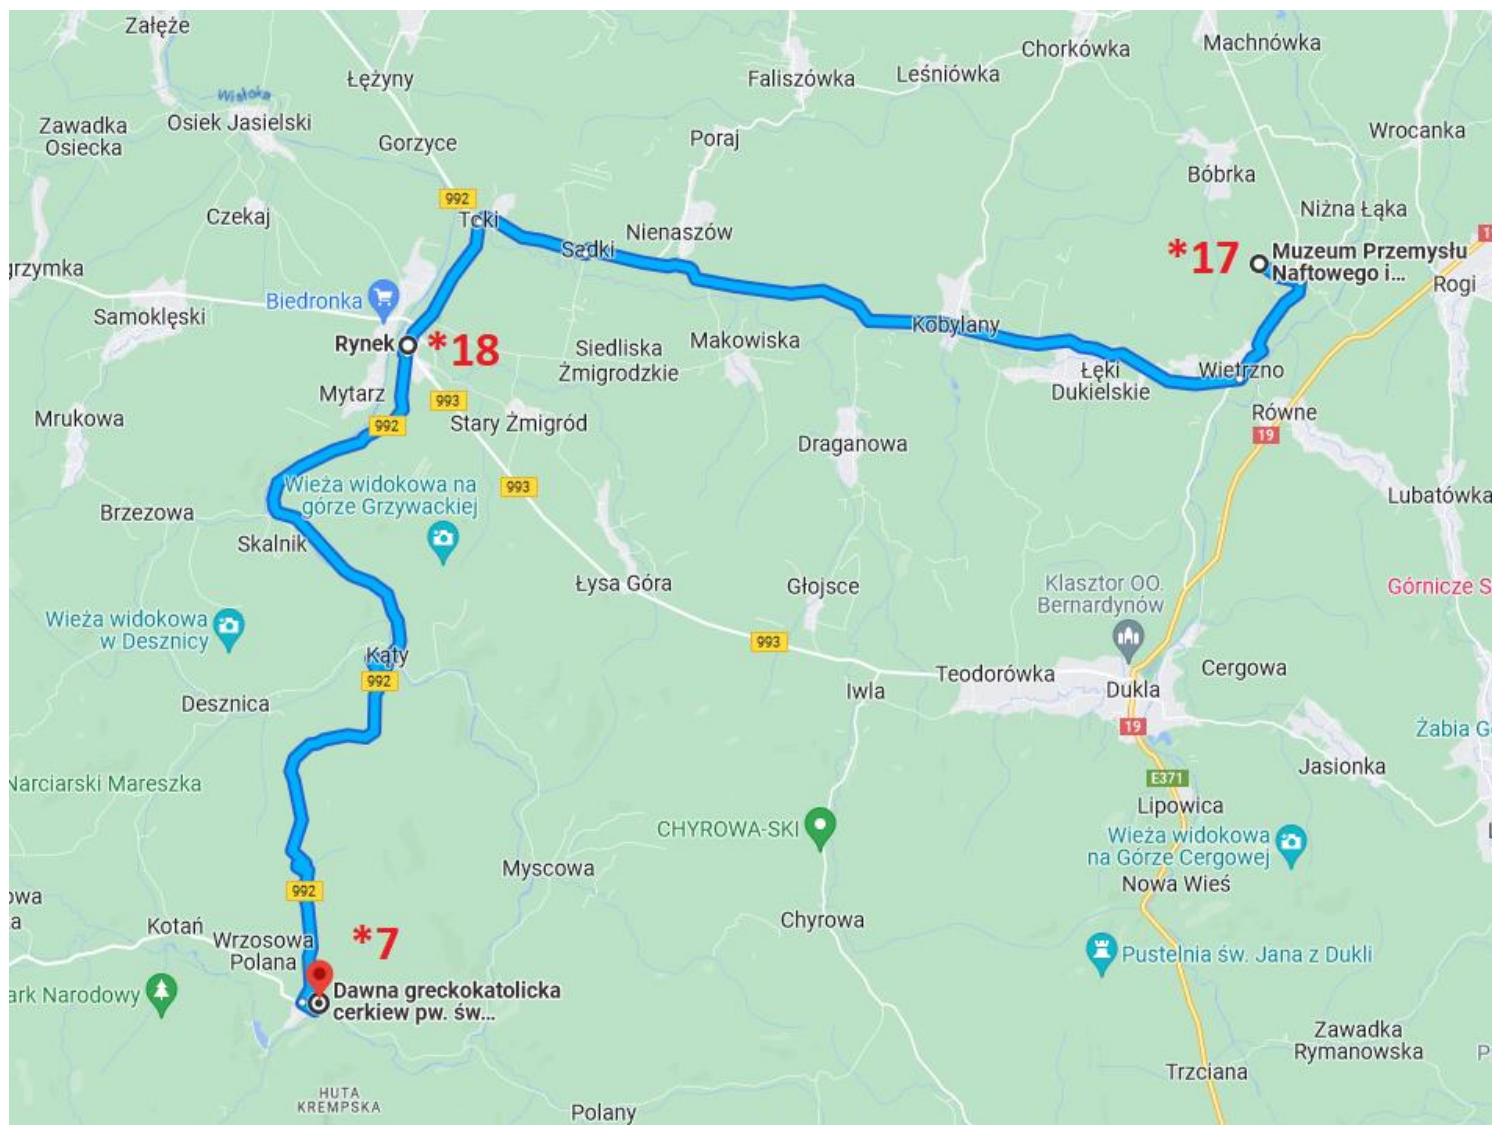 Załęże
Machnówka
Chorkówka
Łężyny
Faliszówka
Leśniówka
Wisłoka
Zawadka
Osiecka
Osiek Jasielski
Wrocanka
Gorzyce
Poraj
Bóbrka
992
Czekaj
Niżna Łąka
Toki
Nienaszów
Sadki
19
*17
Muzeum Przemysłu
Naftowego i...
grzymka
Rogi
Biedronka
Samoklęski
Kobylany
Rynek
*18
Siedliska
Żmigrodzkie
Makowiska
Wietrzno
Łęki
Dukielskie
Mytarz
993
Mrukowa
992
Stary Żmigród
Równe
19
Draganowa
Wieża widokowa na
górze Grzywackiej
993
Lubatówka
Brzezowa
Skalnik
Łysa Góra
Głojsce
Klasztor OO.
Bernardynów
Górnicze S
Wieża widokowa
w Desznicy
993
Kąty
992
Teodorówka
Cergowa
Iwla
Dukla
Desznica
19
Żabia G
Jasionka
E371
Narciarski Mareszka
Lipowica
CHYROWA-SKI
Wieża widokowa
na Górze Cergowej
Myscowa
Nowa Wieś
992
owa
a
Kotań
Chyrowa
Wrzosowa
Polana
*7
Pustelnia św. Jana z Dukli
ark Narodowy
Dawna greckokatolicka
cerkiew pw. św...
Zawadka
Rymanowska
P
Trzciana
HUTA
KREMPSKA
Polany